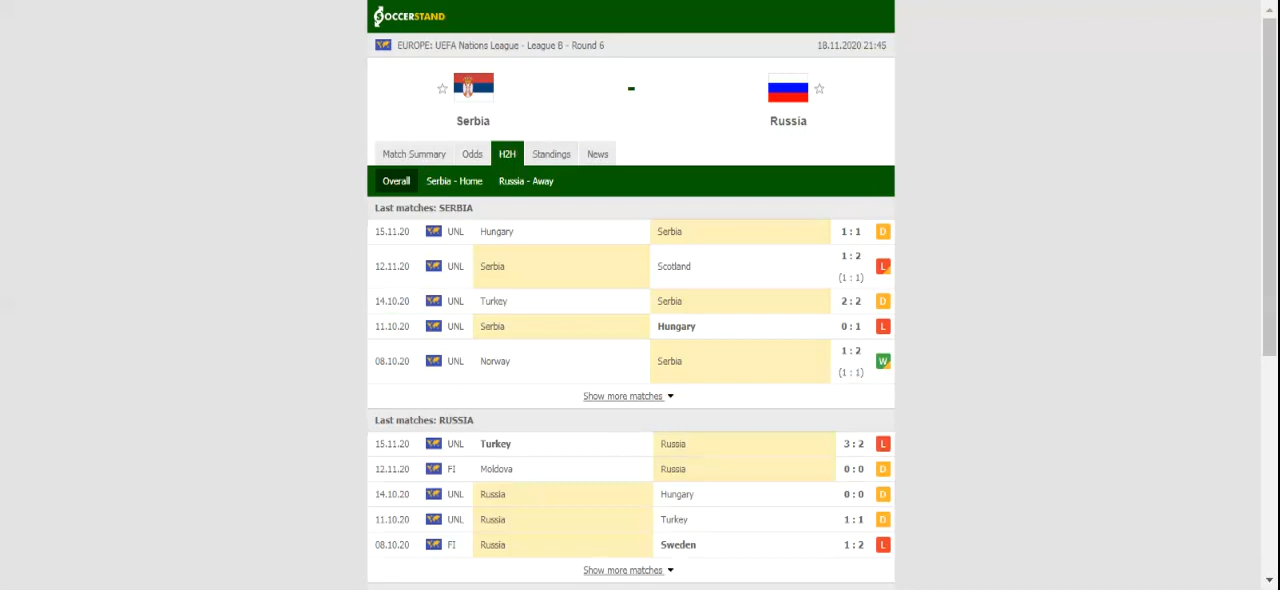 SOCCERSTAND
EUROPE: UEFA Nations League - League B - Round 6 18.11.2020 21:45
-
Serbia Russia
Match Summary Odds H2H Standings News
Overall Serbia - Home Russia - Away
Last matches: SERBIA
15.11.20 UNL Hungary Serbia 1 : 1 D
12.11.20 UNL Serbia Scotland 1 : 2 (1 : 1) L
14.10.20 UNL Turkey Serbia 2 : 2 D
11.10.20 UNL Serbia Hungary 0 : 1 L
08.10.20 UNL Norway Serbia 1 : 2 (1 : 1) W
Show more matches
Last matches: RUSSIA
15.11.20 UNL Turkey Russia 3 : 2 L
12.11.20 FI Moldova Russia 0 : 0 D
14.10.20 UNL Russia Hungary 0 : 0 D
11.10.20 UNL Russia Turkey 1 : 1 D
08.10.20 FI Russia Sweden 1 : 2 L
Show more matches